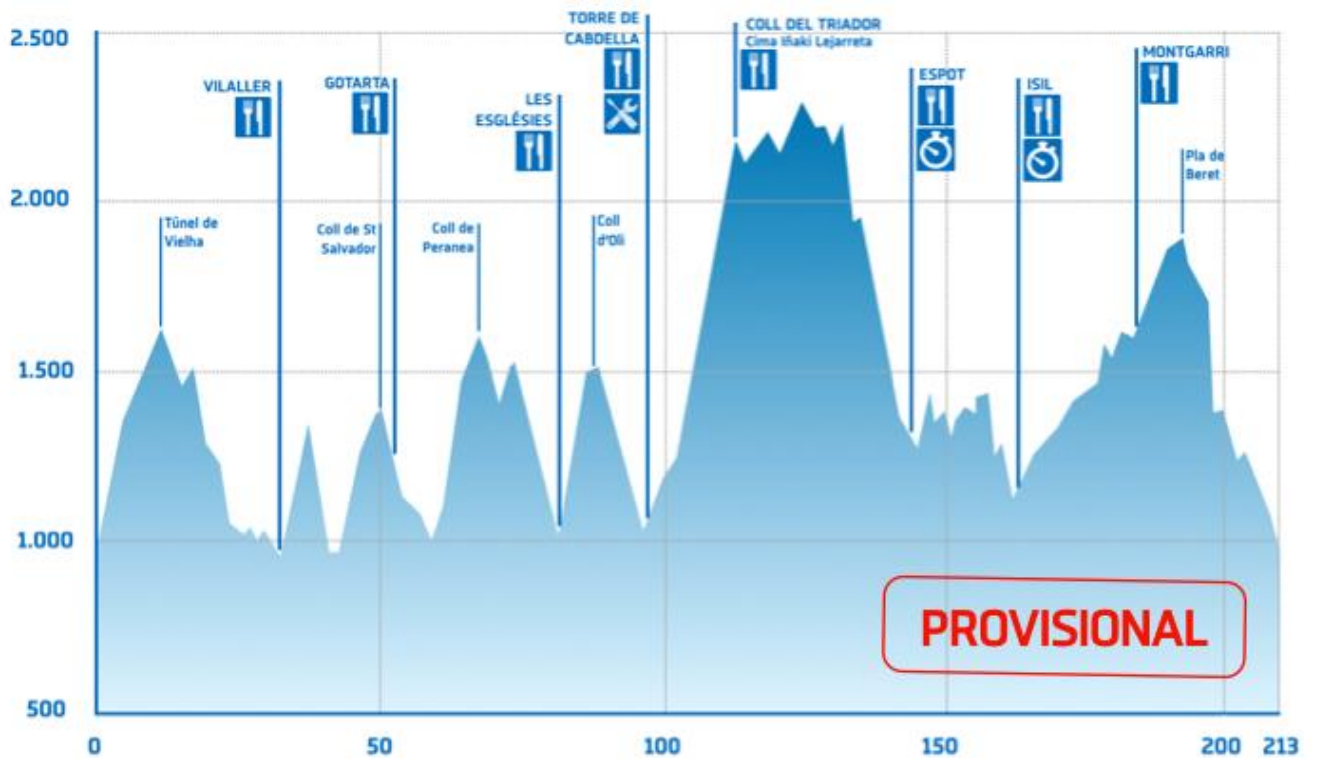 2.500
2.000
1.500
1.000
500
VILALLER
GOTARTA
LES
ESGLÉSIES
TORRE DE
CABDELLA
COLL DEL TRIADOR
Cima Iñaki Lejarreta
ESPOT
ISIL
MONTGARRI
Túnel de
Vielha
Coll de St
Salvador
Coll de
Peranea
Coll
d'Oli
Pla de
Beret
PROVISIONAL
0
50
100
150
200
213